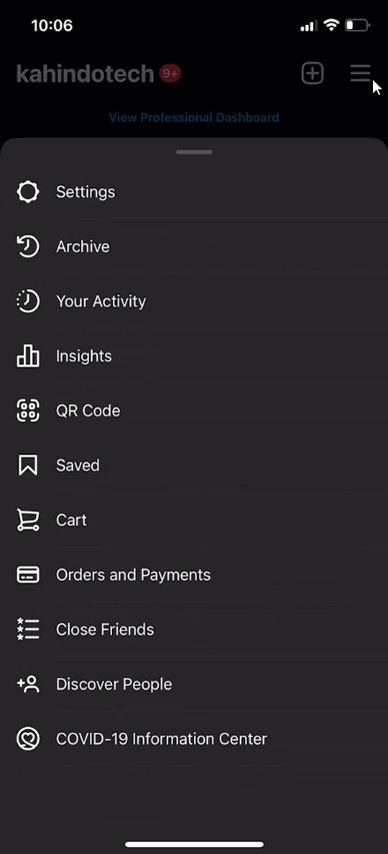 10:06
kahindotech 9+
View Professional Dashboard
Settings
Archive
Your Activity
Insights
QR Code
Saved
Cart
Orders and Payments
Close Friends
Discover People
COVID-19 Information Center